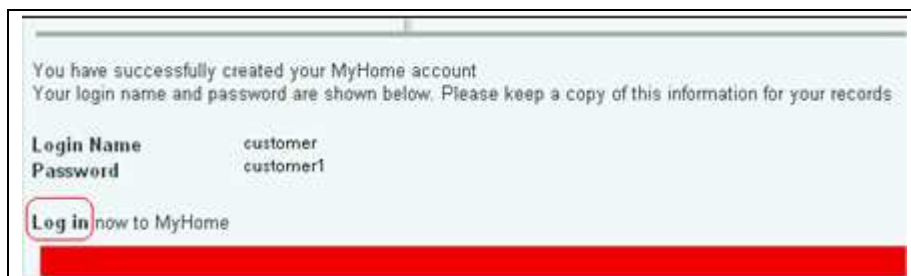 You have successfully created your MyHome account
Your login name and password are shown below. Please keep a copy of this information for your records
Login Name customer
Password customer1
Log in now to MyHome